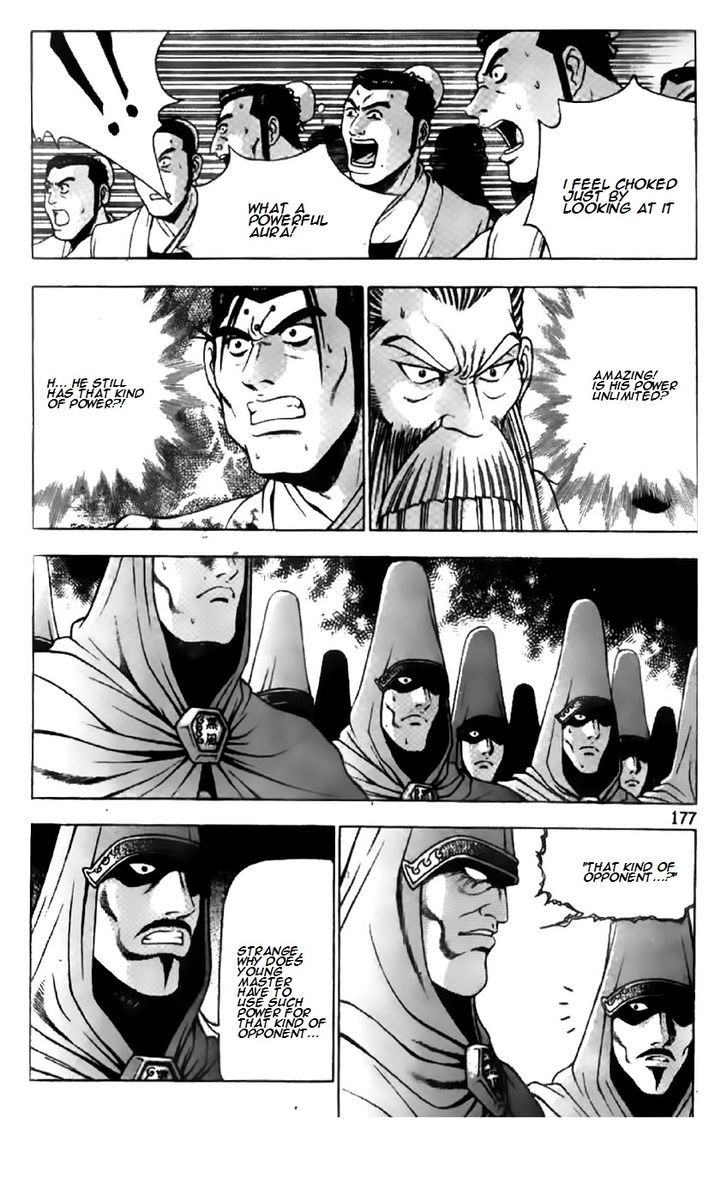 I FEEL CHOKED
JUST BY
LOOKING AT IT
WHAT A
POWERFUL
AURA!
!!
AMAZING!
IS HIS POWER
UNLIMITED?
H... HE STILL
HAS THAT KIND
OF POWER?!
177
"THAT KIND OF
OPPONENT...?"
STRANGE,
WHY DOES
YOUNG
MASTER
HAVE TO
USE SUCH
POWER FOR
THAT KIND OF
OPPONENT...